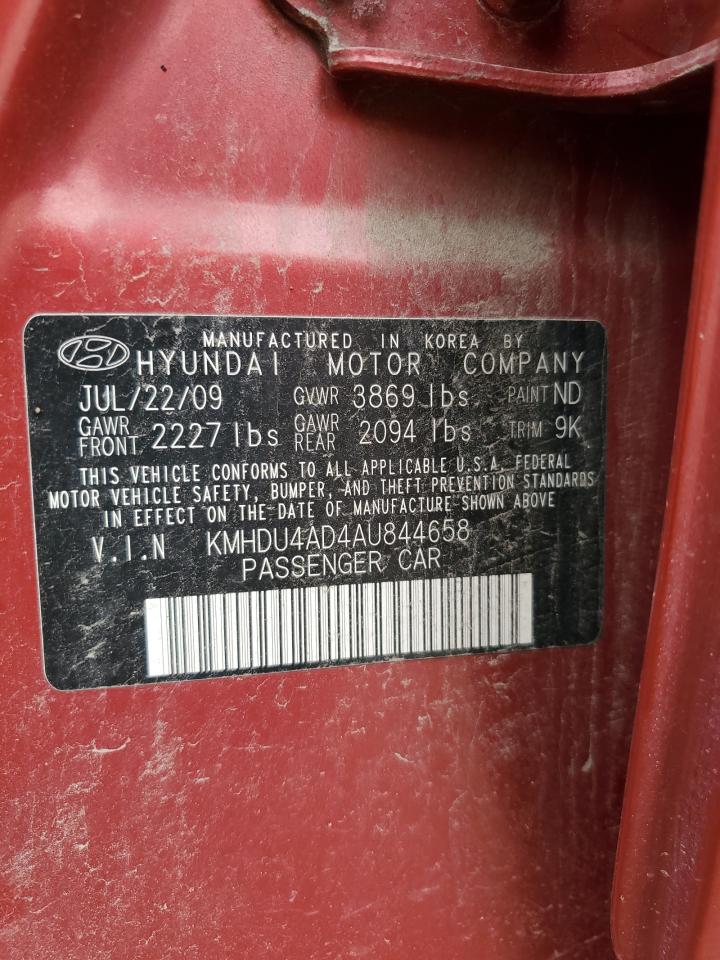 MANUFACTURED IN KOREA BY
HYUNDAI MOTOR COMPANY
JUL/22/09 GVWR 3869 lbs PAINT ND
GAWR FRONT 2227 lbs GAWR REAR 2094 lbs TRIM 9K
THIS VEHICLE CONFORMS TO ALL APPLICABLE U.S.A. FEDERAL
MOTOR VEHICLE SAFETY, BUMPER, AND THEFT PREVENTION STANDARDS
IN EFFECT ON THE DATE OF MANUFACTURE SHOWN ABOVE
V.I.N KMHDU4AD4AU844658
PASSENGER CAR